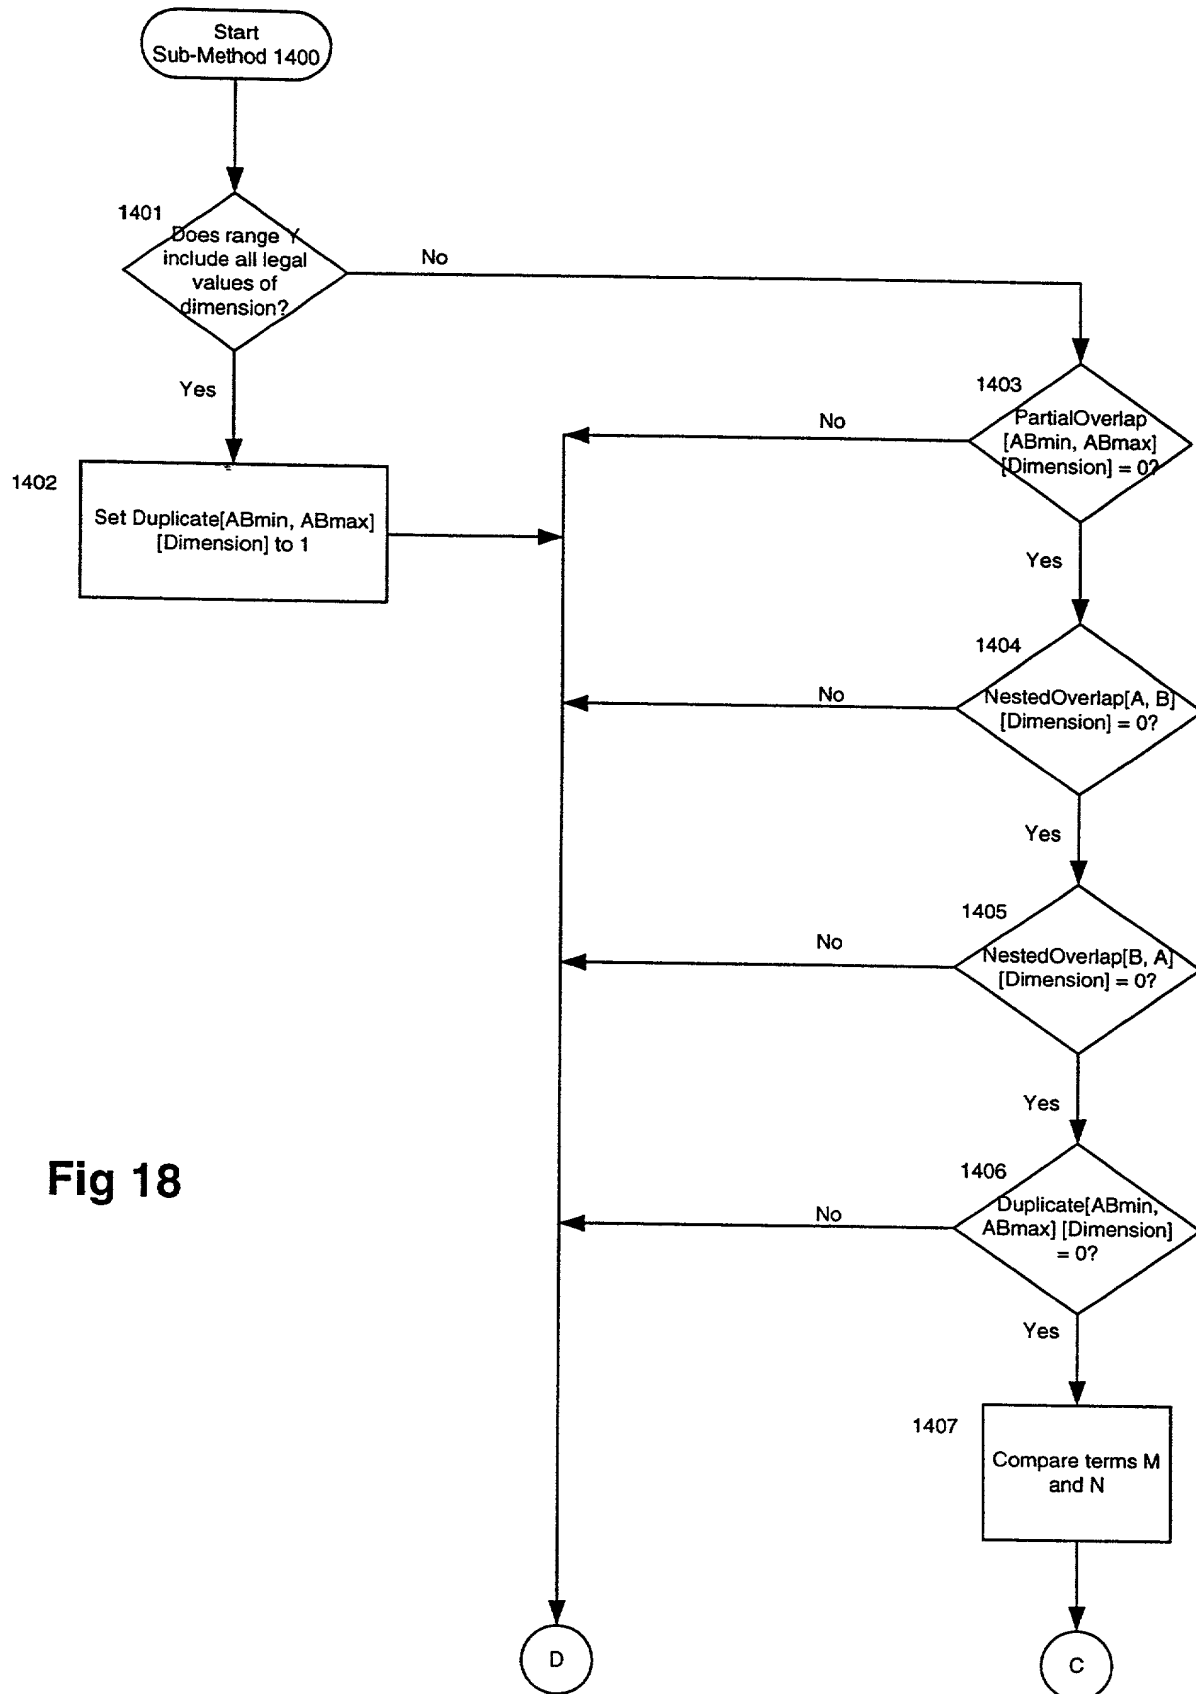 Start
Sub-Method 1400
1401
Does range Y
include all legal
values of
dimension?
No
Yes
1402
Set Duplicate[ABmin, ABmax]
[Dimension] to 1
1403
PartialOverlap
[ABmin, ABmax]
[Dimension] = 0?
No
Yes
1404
NestedOverlap[A, B]
[Dimension] = 0?
No
Yes
1405
NestedOverlap[B, A]
[Dimension] = 0?
No
Yes
1406
Duplicate[ABmin,
ABmax] [Dimension]
= 0?
No
Yes
Fig 18
1407
Compare terms M
and N
D
C